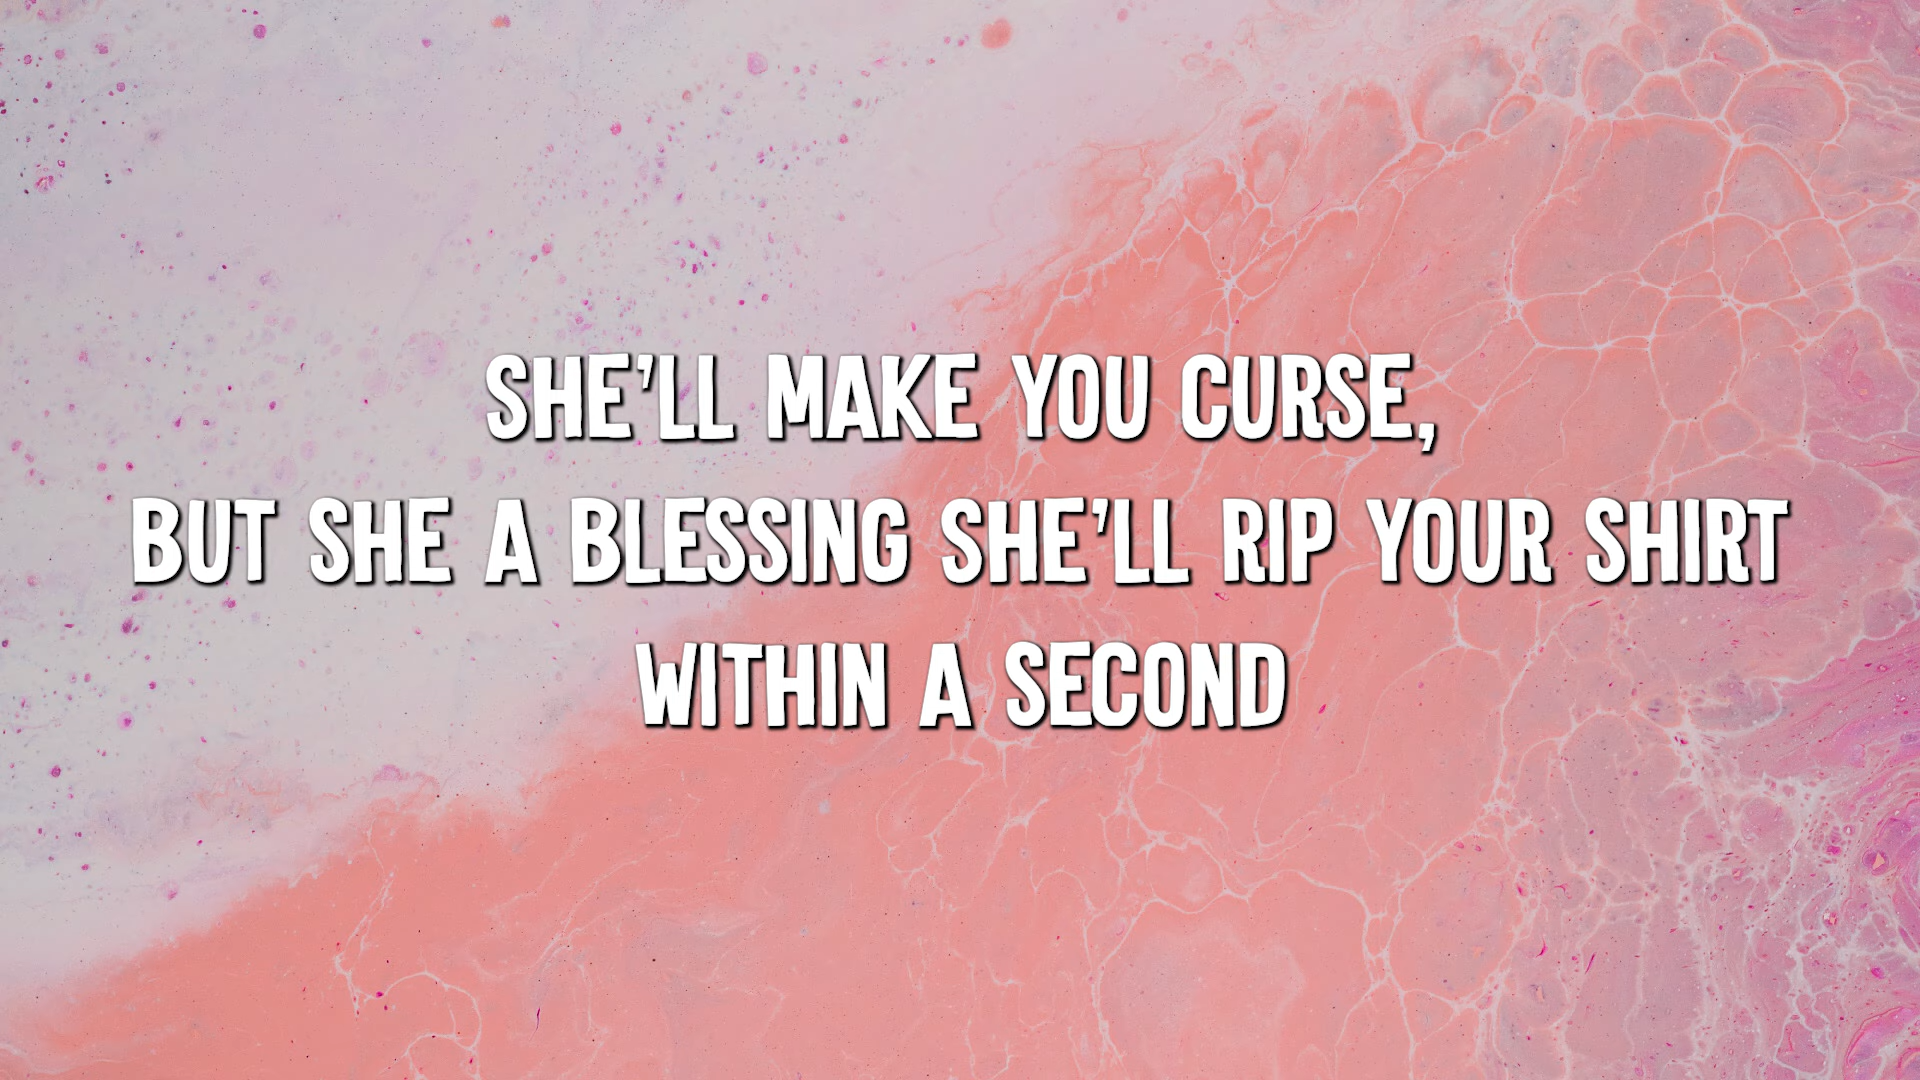 SHE'LL MAKE YOU CURSE,
BUT SHE A BLESSING SHE'LL RIP YOUR SHIRT
WITHIN A SECOND